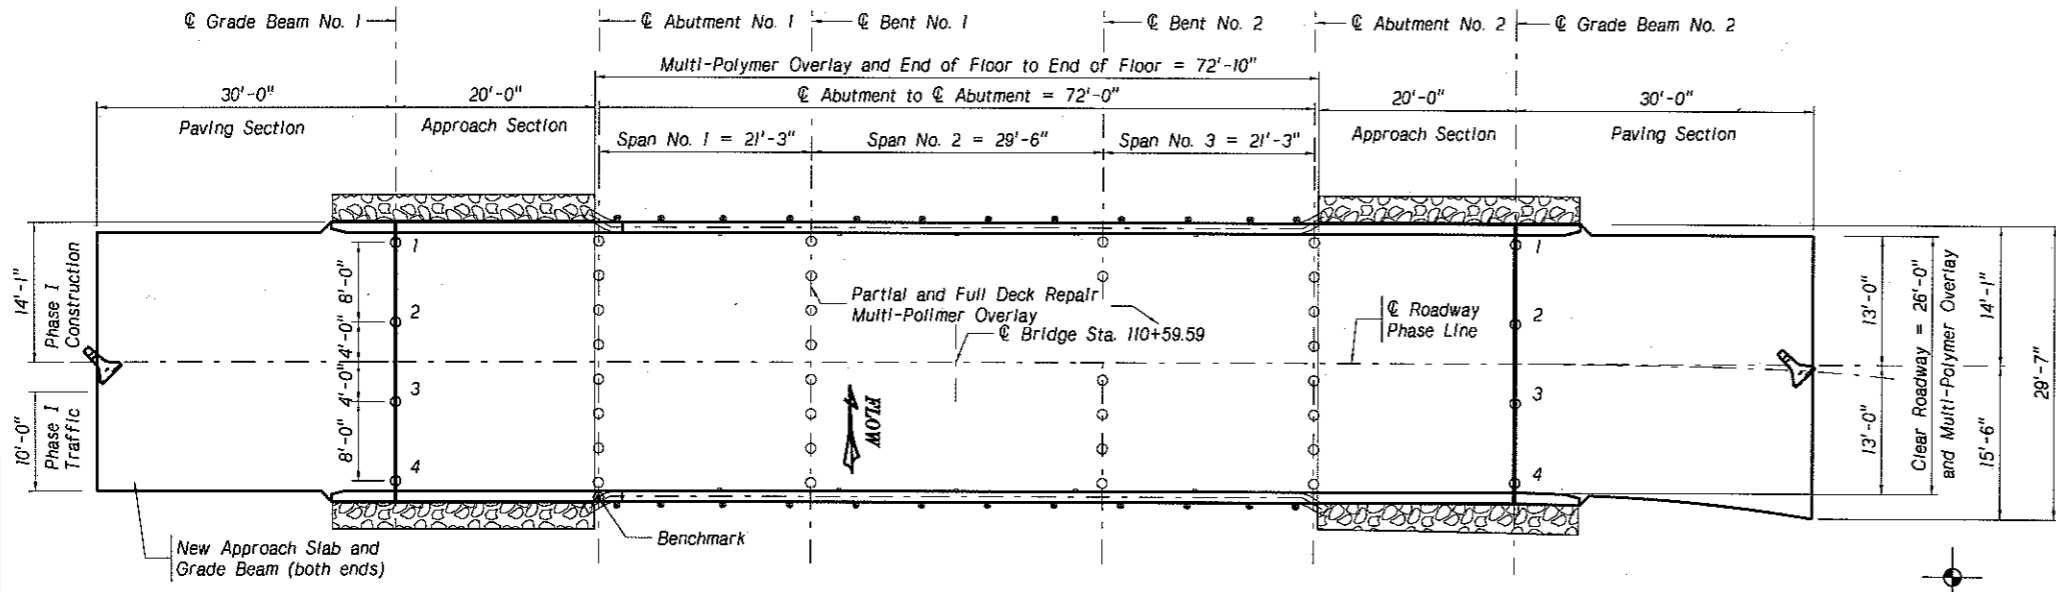 ℄ Grade Beam No. 1
℄ Abutment No. 1
℄ Bent No. 1
℄ Bent No. 2
℄ Abutment No. 2
℄ Grade Beam No. 2
Multi-Polymer Overlay and End of Floor to End of Floor = 72'-10"
30'-0"
20'-0"
℄ Abutment to ℄ Abutment = 72'-0"
20'-0"
30'-0"
Paving Section
Approach Section
Span No. 1 = 21'-3"
Span No. 2 = 29'-6"
Span No. 3 = 21'-3"
Approach Section
Paving Section
14'-1"
Phase I
Construction
10'-0"
Phase I
Traffic
8'-0"
4'-0"
4'-0"
8'-0"
1
2
3
4
Partial and Full Deck Repair
Multi-Polimer Overlay
℄ Bridge Sta. 110+59.59
℄ Roadway
Phase Line
FLOW
1
2
3
4
13'-0"
13'-0"
Clear Roadway = 26'-0"
and Multi-Polymer Overlay
14'-1"
15'-6"
29'-7"
New Approach Slab and
Grade Beam (both ends)
Benchmark